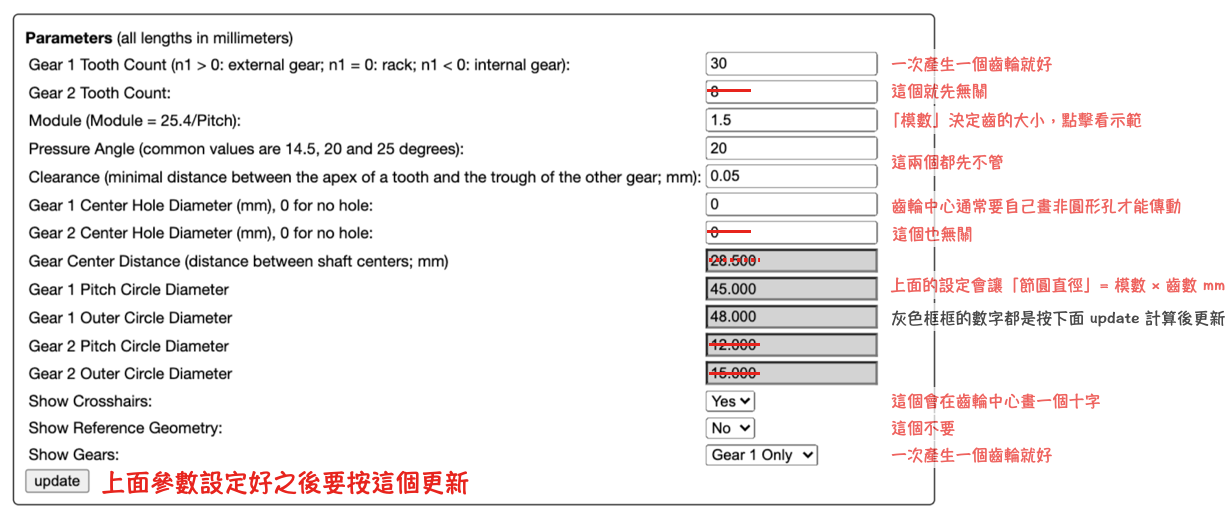 Parameters (all lengths in millimeters)
Gear 1 Tooth Count (n1 > 0: external gear; n1 = 0: rack; n1 < 0: internal gear): 30 一次產生一個齒輪就好
Gear 2 Tooth Count: 8 這個就先無關
Module (Module = 25.4/Pitch): 1.5 「模數」決定齒的大小，點擊看示範
Pressure Angle (common values are 14.5, 20 and 25 degrees): 20
這兩個都先不管
Clearance (minimal distance between the apex of a tooth and the trough of the other gear; mm): 0.05
Gear 1 Center Hole Diameter (mm), 0 for no hole: 0 齒輪中心通常要自己畫非圓形孔才能傳動
Gear 2 Center Hole Diameter (mm), 0 for no hole: 0 這個也無關
Gear Center Distance (distance between shaft centers; mm) 28.500
Gear 1 Pitch Circle Diameter 45.000 上面的設定會讓「節圓直徑」= 模數 × 齒數 mm
Gear 1 Outer Circle Diameter 48.000 灰色框框的數字都是按下面 update 計算後更新
Gear 2 Pitch Circle Diameter 12.000
Gear 2 Outer Circle Diameter 15.000
Show Crosshairs: Yes 這個會在齒輪中心畫一個十字
Show Reference Geometry: No 這個不要
Show Gears: Gear 1 Only 一次產生一個齒輪就好
update 上面參數設定好之後要按這個更新